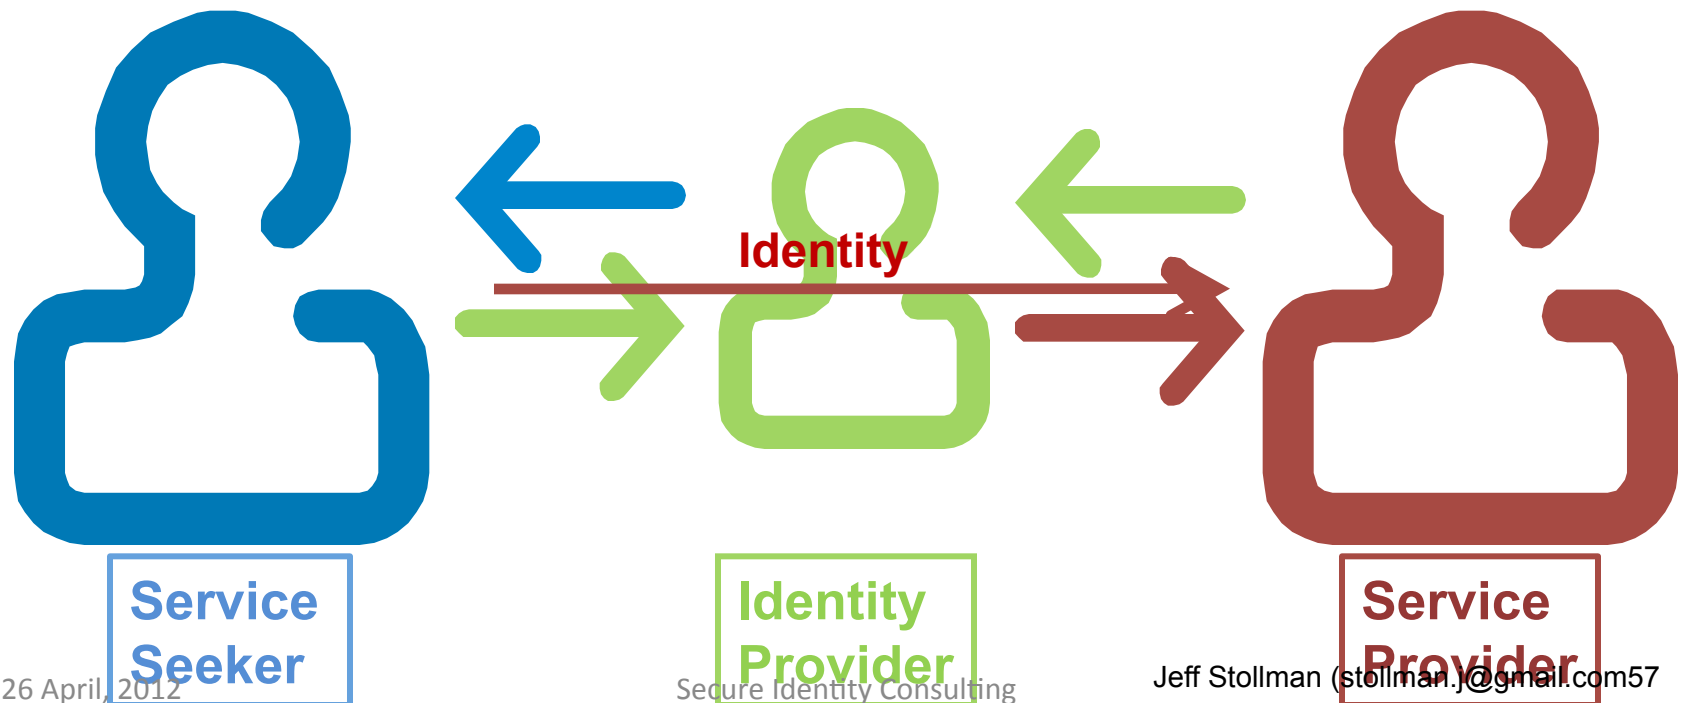 Identity
Service
Seeker
Identity
Provider
Service
Provider
26 April, 2012
Secure Identity Consulting
Jeff Stollman (stollman.j@gmail.com57